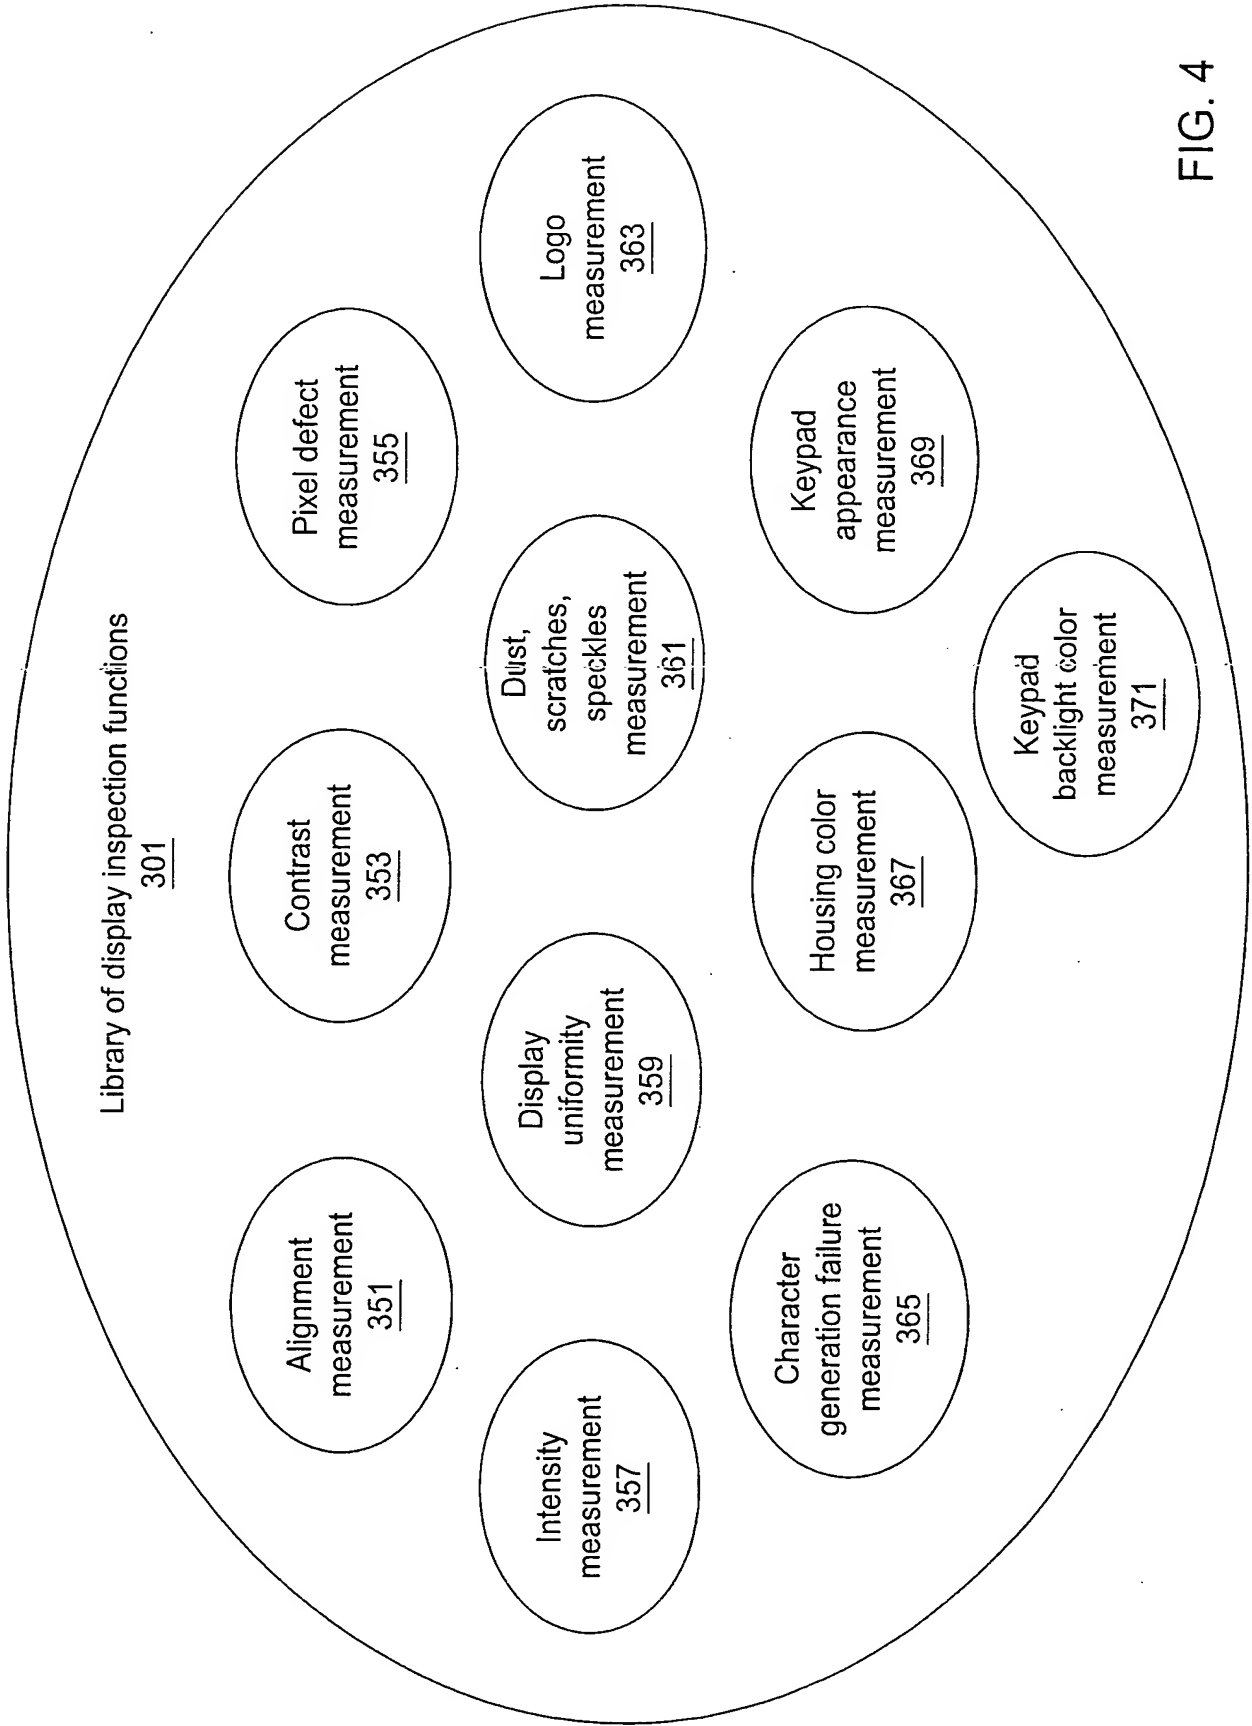 Library of display inspection functions
301
Alignment
measurement
351
Contrast
measurement
353
Pixel defect
measurement
355
Intensity
measurement
357
Display
uniformity
measurement
359
Dust,
scratches,
speckles
measurement
361
Logo
measurement
363
Character
generation failure
measurement
365
Housing color
measurement
367
Keypad
appearance
measurement
369
Keypad
backlight color
measurement
371
FIG. 4